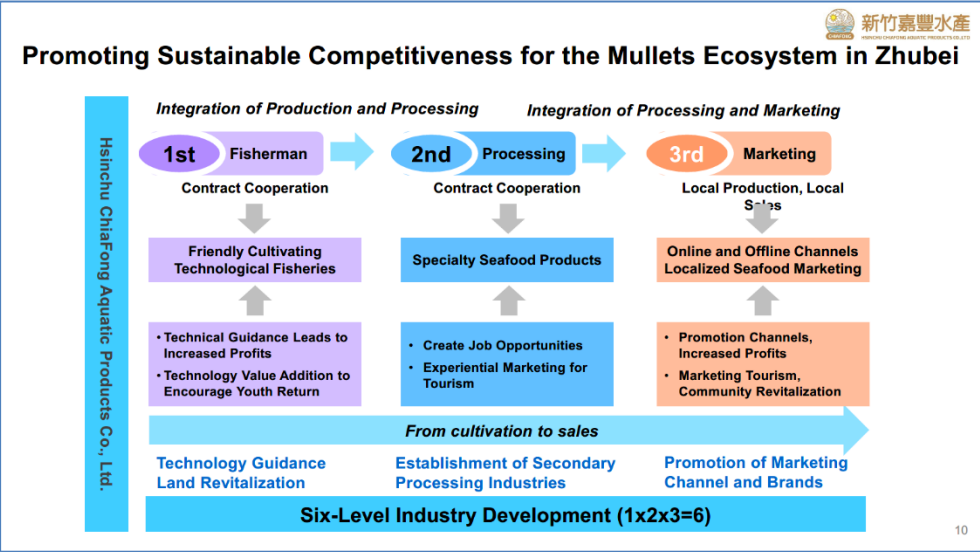 新竹嘉豐水產
HSINCHU CHIAFONG AQUATIC PRODUCTS CO.,LTD
CHIAFONG
Promoting Sustainable Competitiveness for the Mullets Ecosystem in Zhubei
Hsinchu ChiaFong Aquatic Products Co., Ltd.
Integration of Production and Processing
Integration of Processing and Marketing
1st
Fisherman
2nd
Processing
3rd
Marketing
Contract Cooperation
Contract Cooperation
Local Production, Local
Sales
Friendly Cultivating
Technological Fisheries
Specialty Seafood Products
Online and Offline Channels
Localized Seafood Marketing
• Technical Guidance Leads to
Increased Profits
• Technology Value Addition to
Encourage Youth Return
• Create Job Opportunities
• Experiential Marketing for
Tourism
• Promotion Channels,
Increased Profits
• Marketing Tourism,
Community Revitalization
From cultivation to sales
Technology Guidance
Land Revitalization
Establishment of Secondary
Processing Industries
Promotion of Marketing
Channel and Brands
Six-Level Industry Development (1x2x3=6)
10